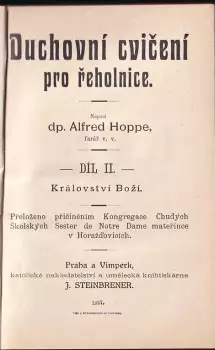 Duchovní cvičení
pro řeholnice.
Napsal
dp. Alfred Hoppe,
farář v. v.
— DÍL II. —
Království Boží.
Přeloženo přičiněním Kongregace Chudých
Školských Sester de Notre Dame mateřince
v Horažďovicích.
Praha a Vimperk,
katolické nakladatelství a umělecká knihtiskárna
J. STEINBRENER.